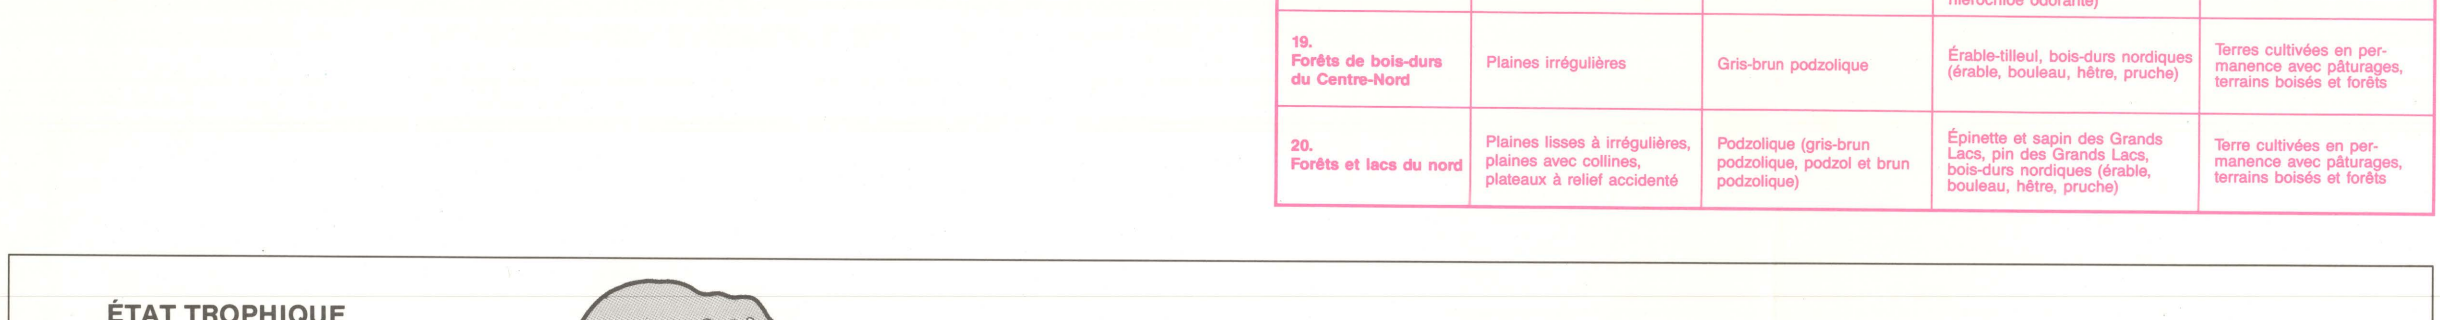 hierochloe odorante)
19.
Forêts de bois-durs
du Centre-Nord
Plaines irrégulières
Gris-brun podzolique
Érable-tilleul, bois-durs nordiques
(érable, bouleau, hêtre, pruche)
Terres cultivées en per-
manence avec pâturages,
terrains boisés et forêts
20.
Forêts et lacs du nord
Plaines lisses à irrégulières,
plaines avec collines,
plateaux à relief accidenté
Podzolique (gris-brun
podzolique, podzol et brun
podzolique)
Épinette et sapin des Grands
Lacs, pin des Grands Lacs,
bois-durs nordiques (érable,
bouleau, hêtre, pruche)
Terre cultivées en per-
manence avec pâturages,
terrains boisés et forêts
ÉTAT TROPHIQUE